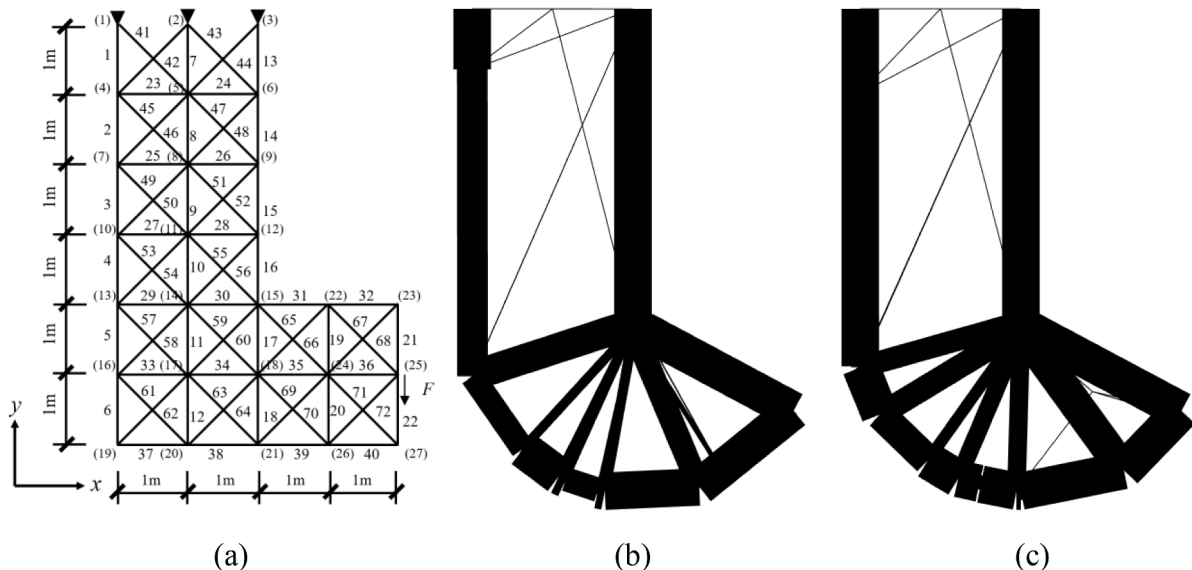 (1) (2) (3)
41 43
1 42 7 44 13
1m
23 24
(4) (5) (6)
45 47
2 46 8 48 14
1m
25 26
(7) (8) (9)
49 51
3 50 9 52 15
1m
27 28
(10) (11) (12)
53 55
4 54 10 56 16
1m
29 30 31 32
(13) (14) (15) (22) (23)
57 59 65 67
5 58 11 60 17 66 19 68 21
1m
33 34 35 36
(16) (17) (18) (24) (25)
61 63 69 71 F
6 62 12 64 18 70 20 72 22
1m
y
(19) 37 (20) 38 (21) 39 (26) 40 (27)
x 1m 1m 1m 1m
(a) (b) (c)